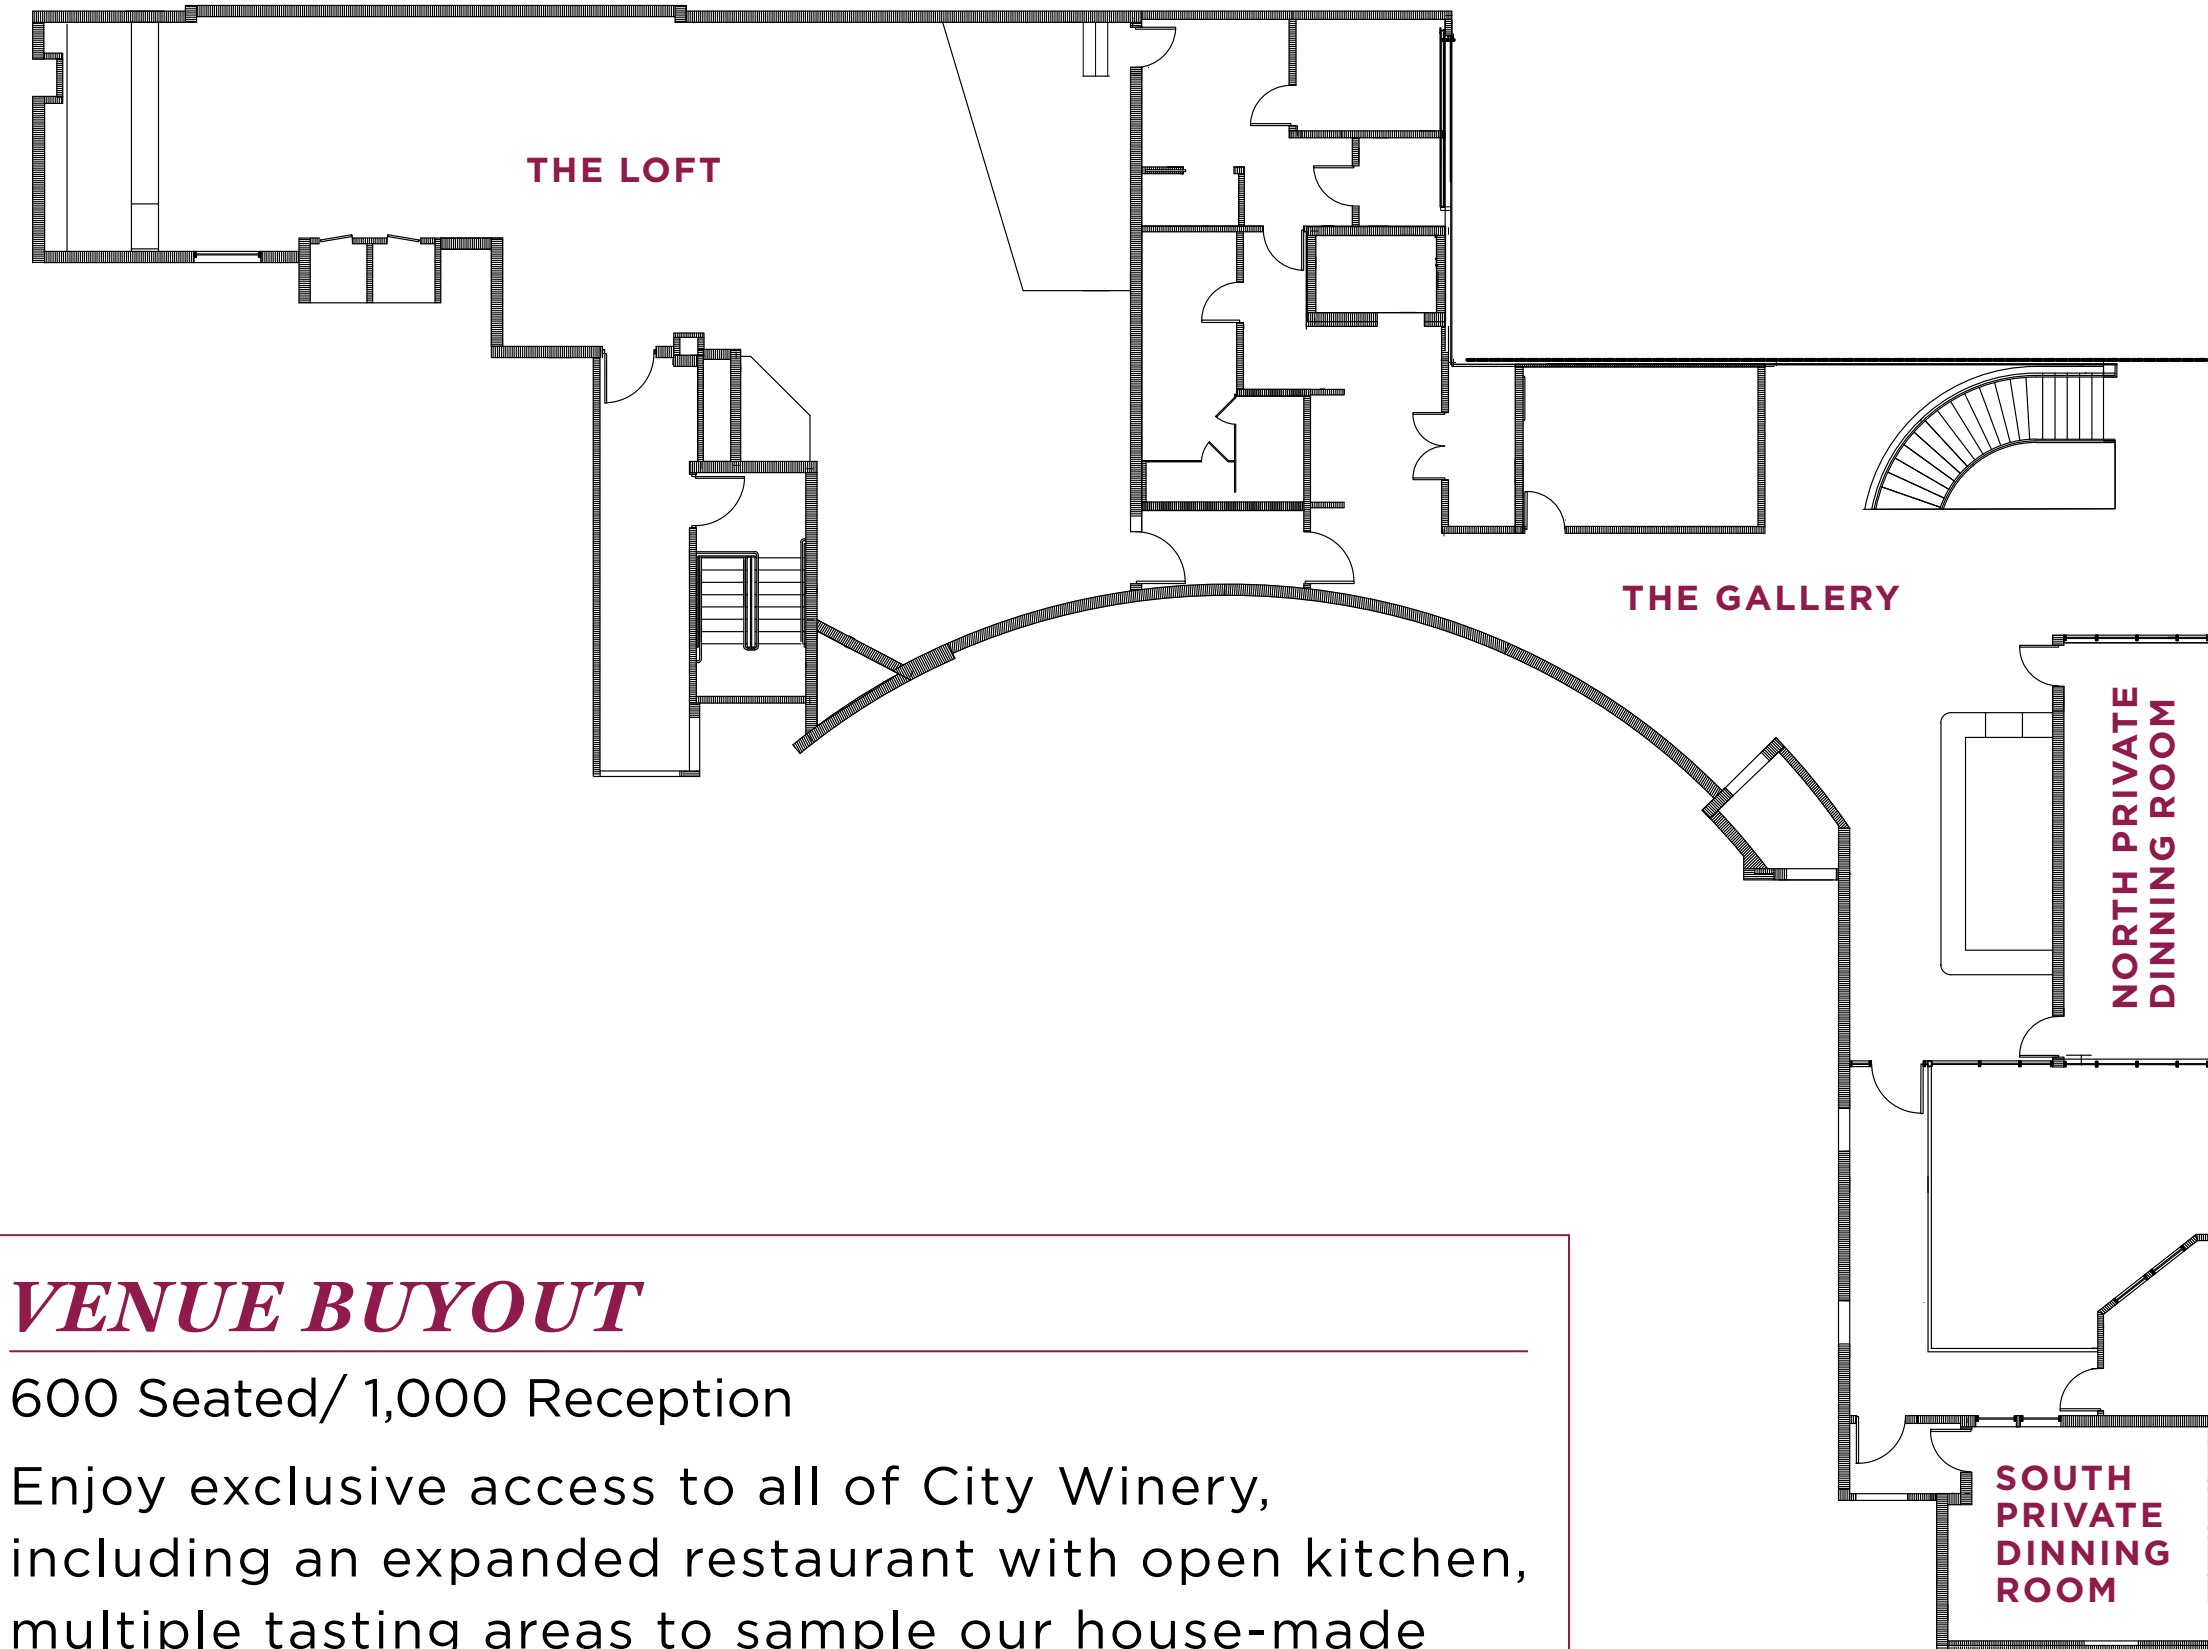 THE LOFT
THE GALLERY
NORTH PRIVATE
DINNING ROOM
SOUTH
PRIVATE
DINNING
ROOM
VENUE BUYOUT
600 Seated/ 1,000 Reception
Enjoy exclusive access to all of City Winery,
including an expanded restaurant with open kitchen,
multiple tasting areas to sample our house-made